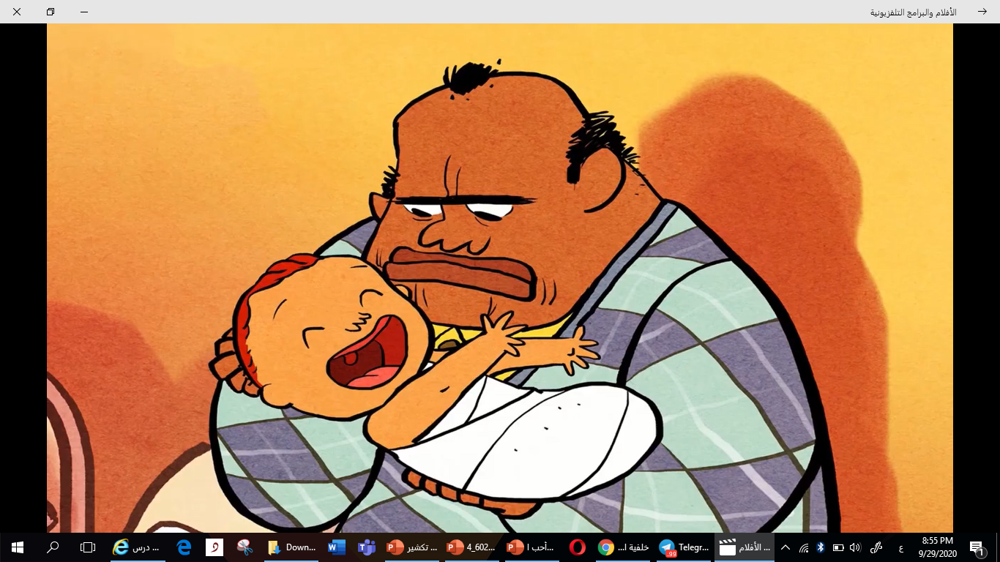 الأفلام والبرامج التلفزيونية
درس ...
Down...
تكشير ...
4_602...
أحب ا...
خلفية ا...
Telegr...
99
الأفلام ...
ع
8:55 PM
9/29/2020
1